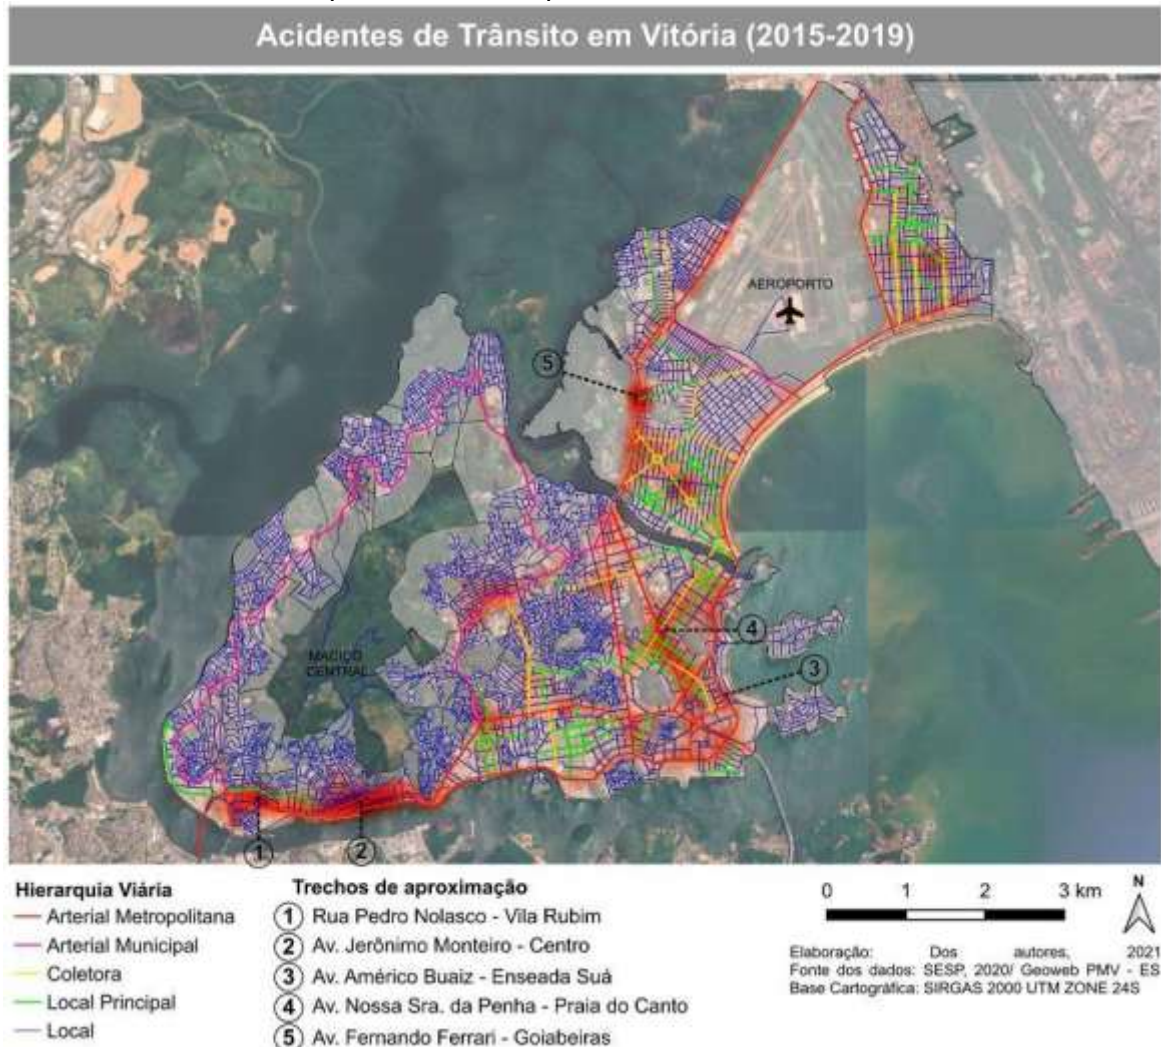 Acidentes de Trânsito em Vitória (2015-2019)
AEROPORTO
5
4
MACIÇO
CENTRAL
3
1
2
Hierarquia Viária
Arterial Metropolitana
Arterial Municipal
Coletora
Local Principal
Local
Trechos de aproximação
1 Rua Pedro Nolasco - Vila Rubim
2 Av. Jerônimo Monteiro - Centro
3 Av. Américo Buaiz - Enseada Suá
4 Av. Nossa Sra. da Penha - Praia do Canto
5 Av. Fernando Ferrari - Goiabeiras
0 1 2 3 km
N
Elaboração: Dos autores, 2021
Fonte dos dados: SESP, 2020/ Geoweb PMV - ES
Base Cartográfica: SIRGAS 2000 UTM ZONE 24S